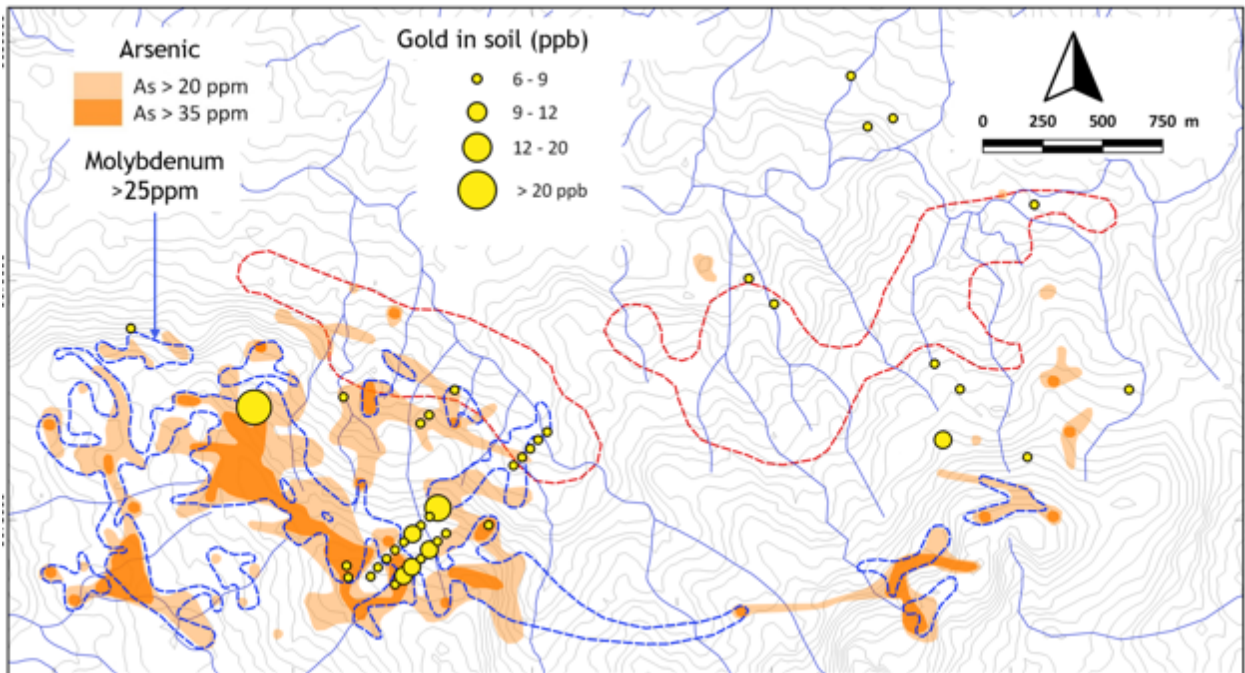 Arsenic
As > 20 ppm
As > 35 ppm
Molybdenum
>25ppm
Gold in soil (ppb)
6 - 9
9 - 12
12 - 20
> 20 ppb
0 250 500 750 m